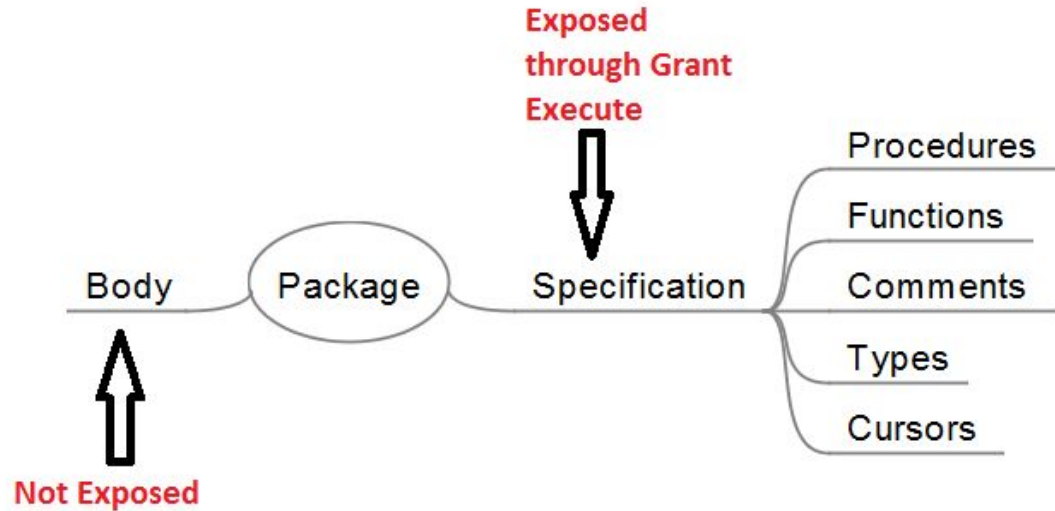 Exposed
through Grant
Execute
Procedures
Functions
Body
Package
Specification
Comments
Types
Cursors
Not Exposed